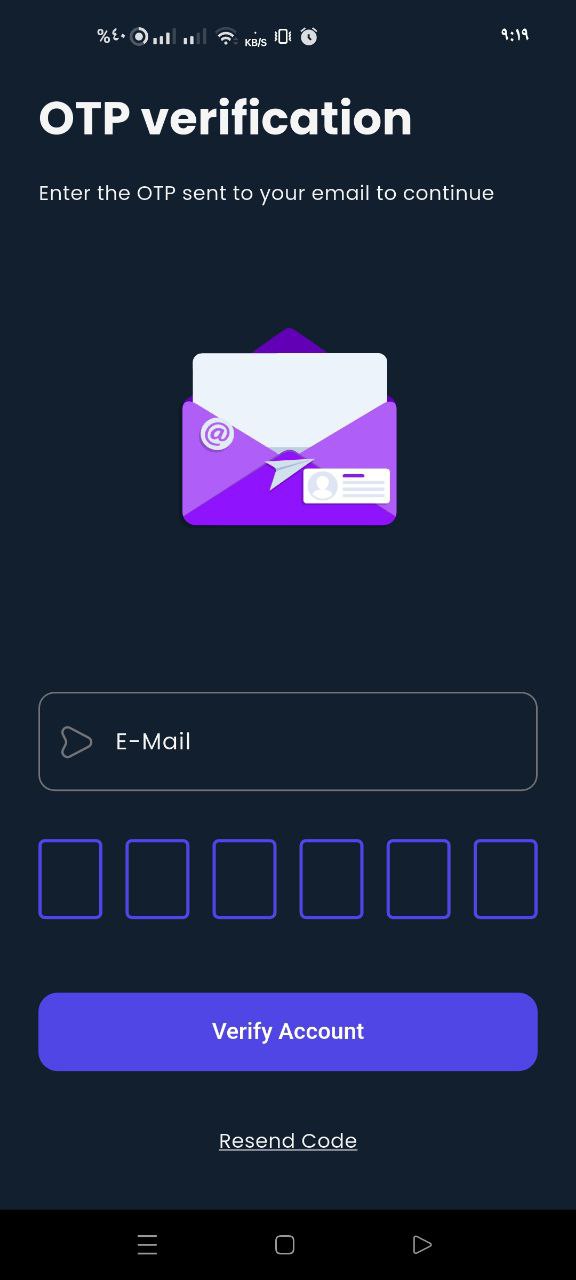 %٤٠ KB/S ٩:١٩
OTP verification
Enter the OTP sent to your email to continue
@
E-Mail
Verify Account
Resend Code